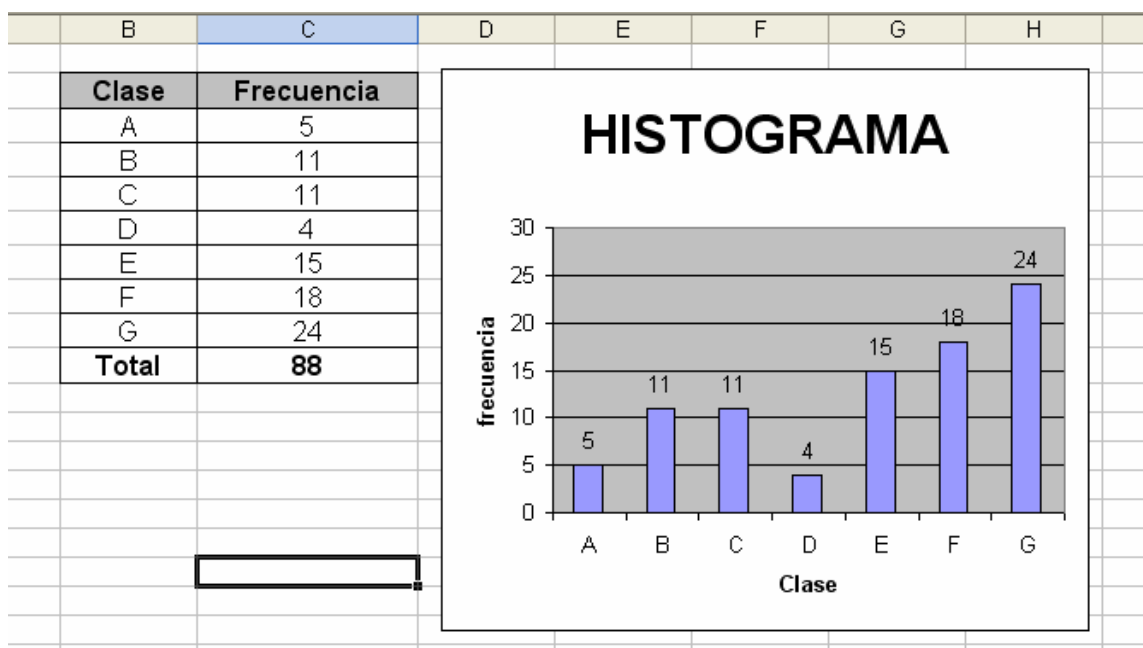 B C D E F G H
Clase Frecuencia
A 5
B 11
C 11
D 4
E 15
F 18
G 24
Total 88
HISTOGRAMA
30
25
20
15
10
5
0
frecuencia
5 11 11 4 15 18 24
A B C D E F G
Clase